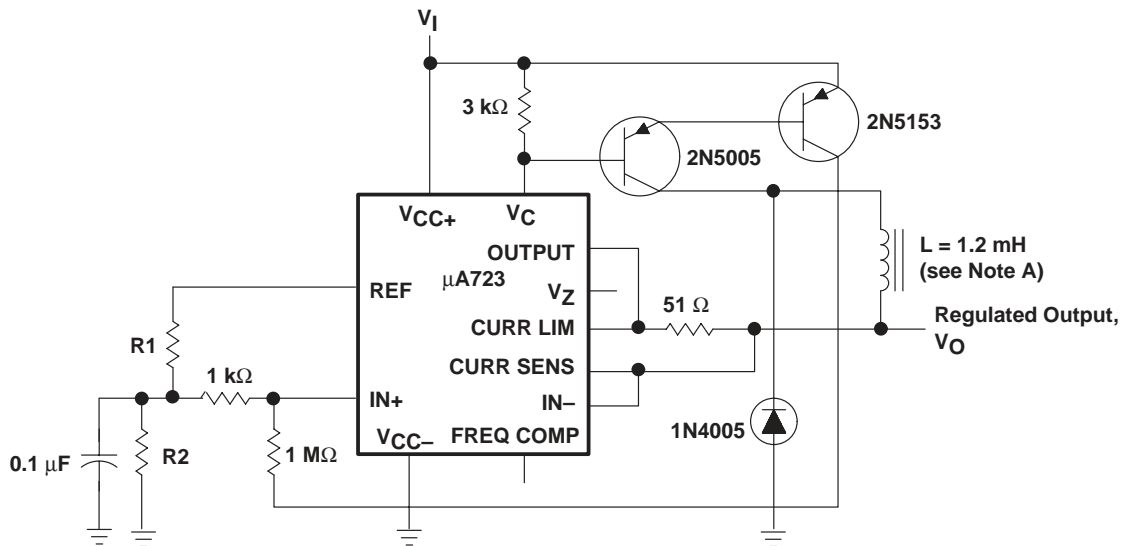 VI
3 kΩ
2N5153
2N5005
VCC+
VC
OUTPUT
μA723
REF
VZ
L = 1.2 mH
(see Note A)
51 Ω
CURR LIM
Regulated Output,
VO
R1
CURR SENS
1 kΩ
IN+
IN–
1N4005
VCC–
FREQ COMP
0.1 μF
R2
1 MΩ